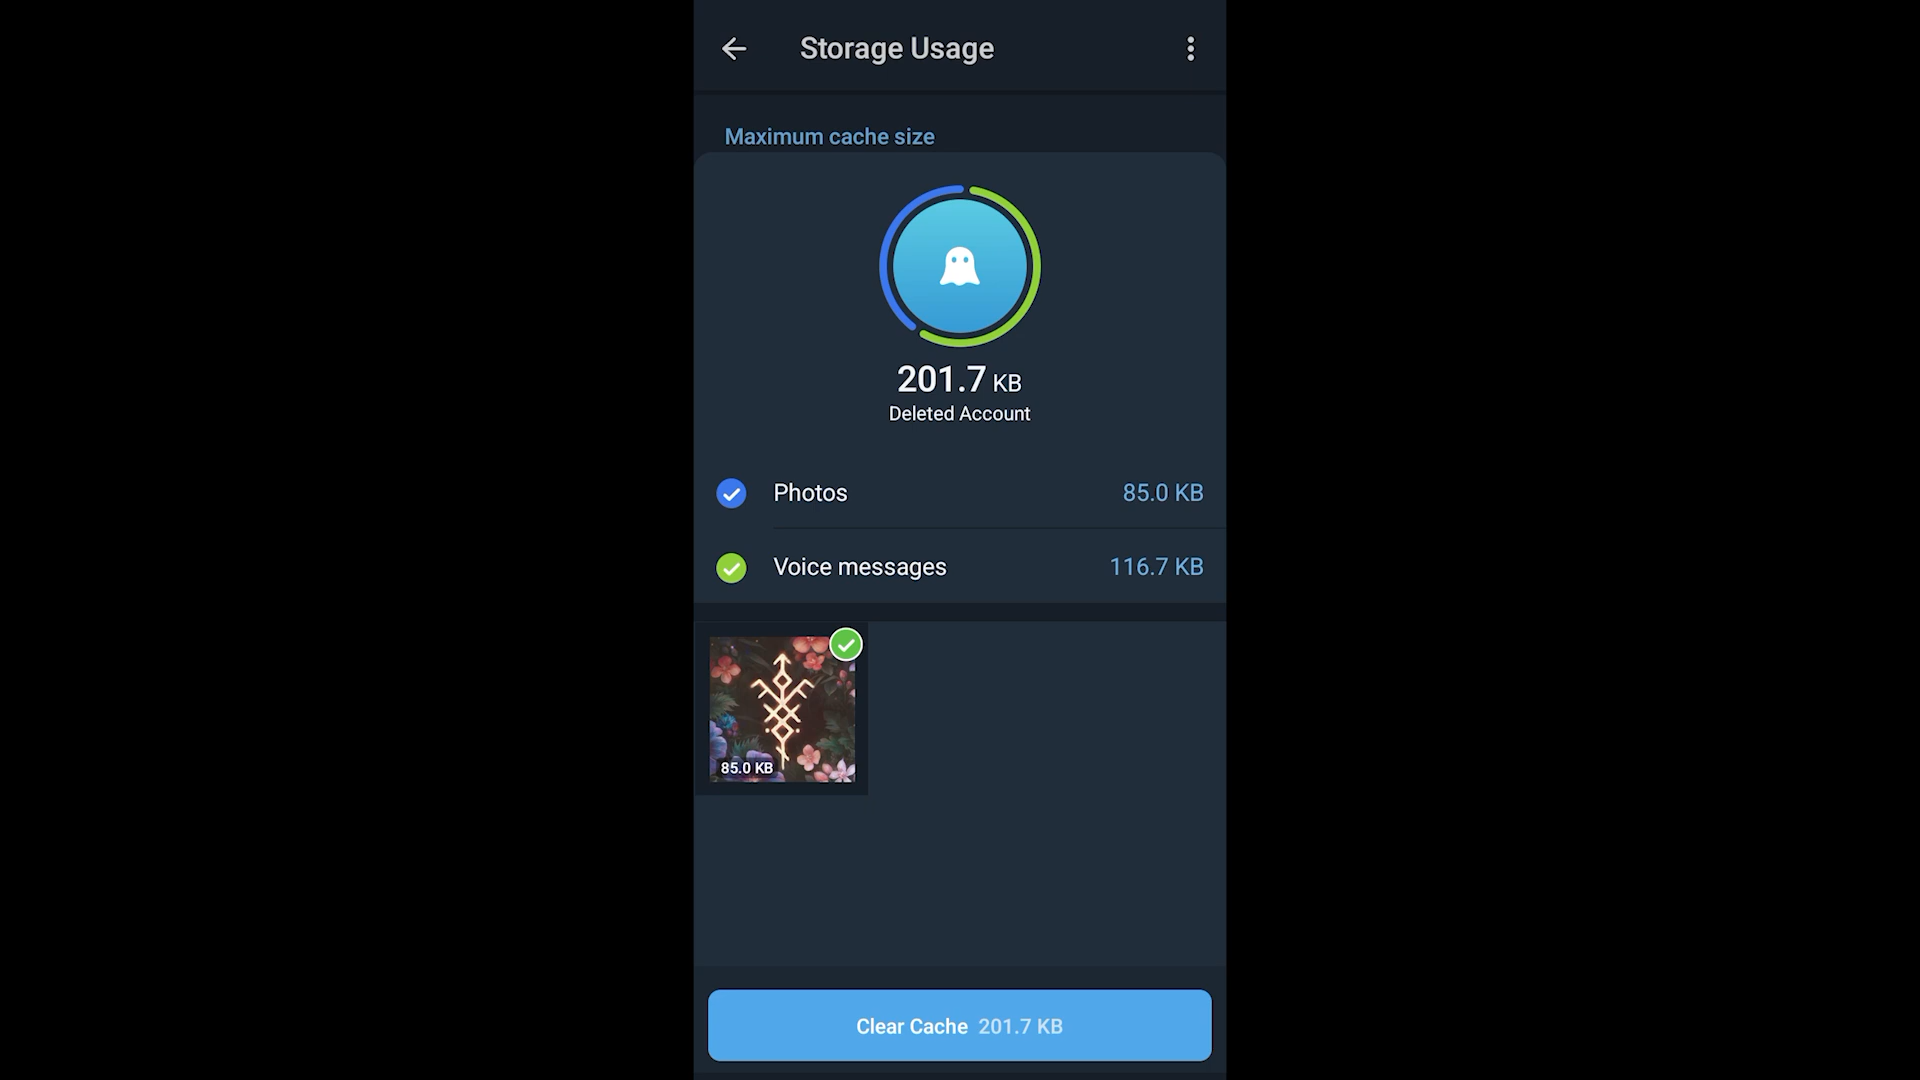 Storage Usage
Maximum cache size
201.7 KB
Deleted Account
Photos 85.0 KB
Voice messages 116.7 KB
85.0 KB
Clear Cache 201.7 KB